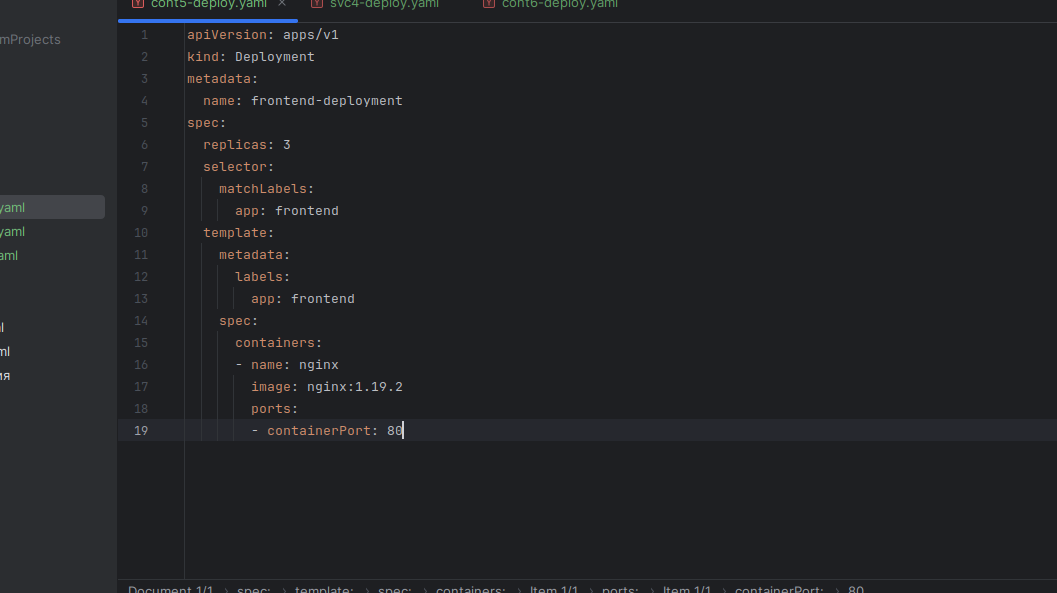 cont5-deploy.yaml
svc4-deploy.yaml
cont6-deploy.yaml
mProjects
yaml
yaml
aml
l
ml
ия
1 apiVersion: apps/v1
2 kind: Deployment
3 metadata:
4   name: frontend-deployment
5 spec:
6   replicas: 3
7   selector:
8     matchLabels:
9       app: frontend
10   template:
11     metadata:
12       labels:
13         app: frontend
14     spec:
15       containers:
16       - name: nginx
17         image: nginx:1.19.2
18         ports:
19         - containerPort: 80
Document 1/1 › spec: › template: › spec: › containers: › Item 1/1 › ports: › Item 1/1 › containerPort: › 80